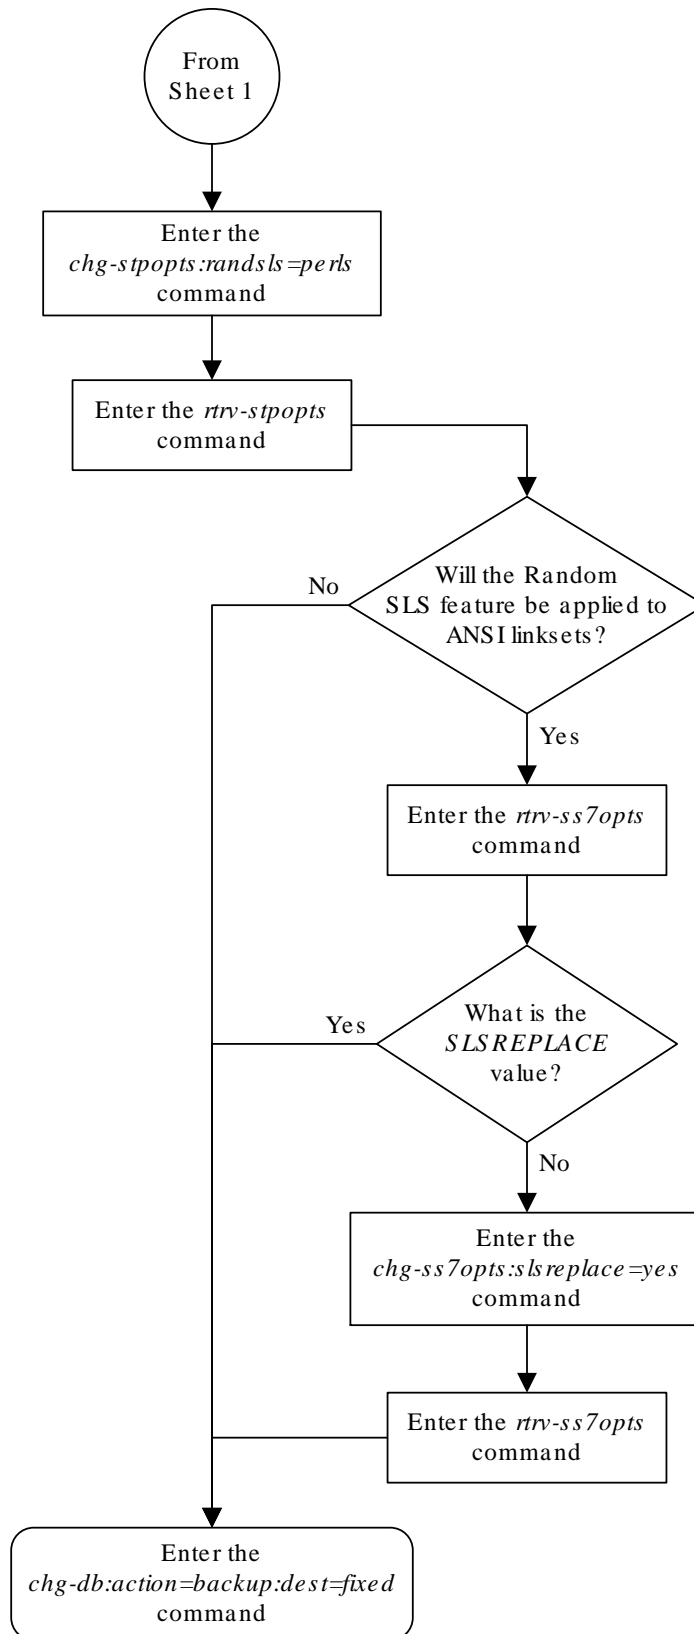 From
Sheet 1
Enter the
chg-stpopts:randsls=perls
command
Enter the rtrv-stpopts
command
Will the Random
SLS feature be applied to
ANSI linksets?
No
Yes
Enter the rtrv-ss7opts
command
What is the
SLSREPLACE
value?
Yes
No
Enter the
chg-ss7opts:slsreplace=yes
command
Enter the rtrv-ss7opts
command
Enter the
chg-db:action=backup:dest=fixed
command